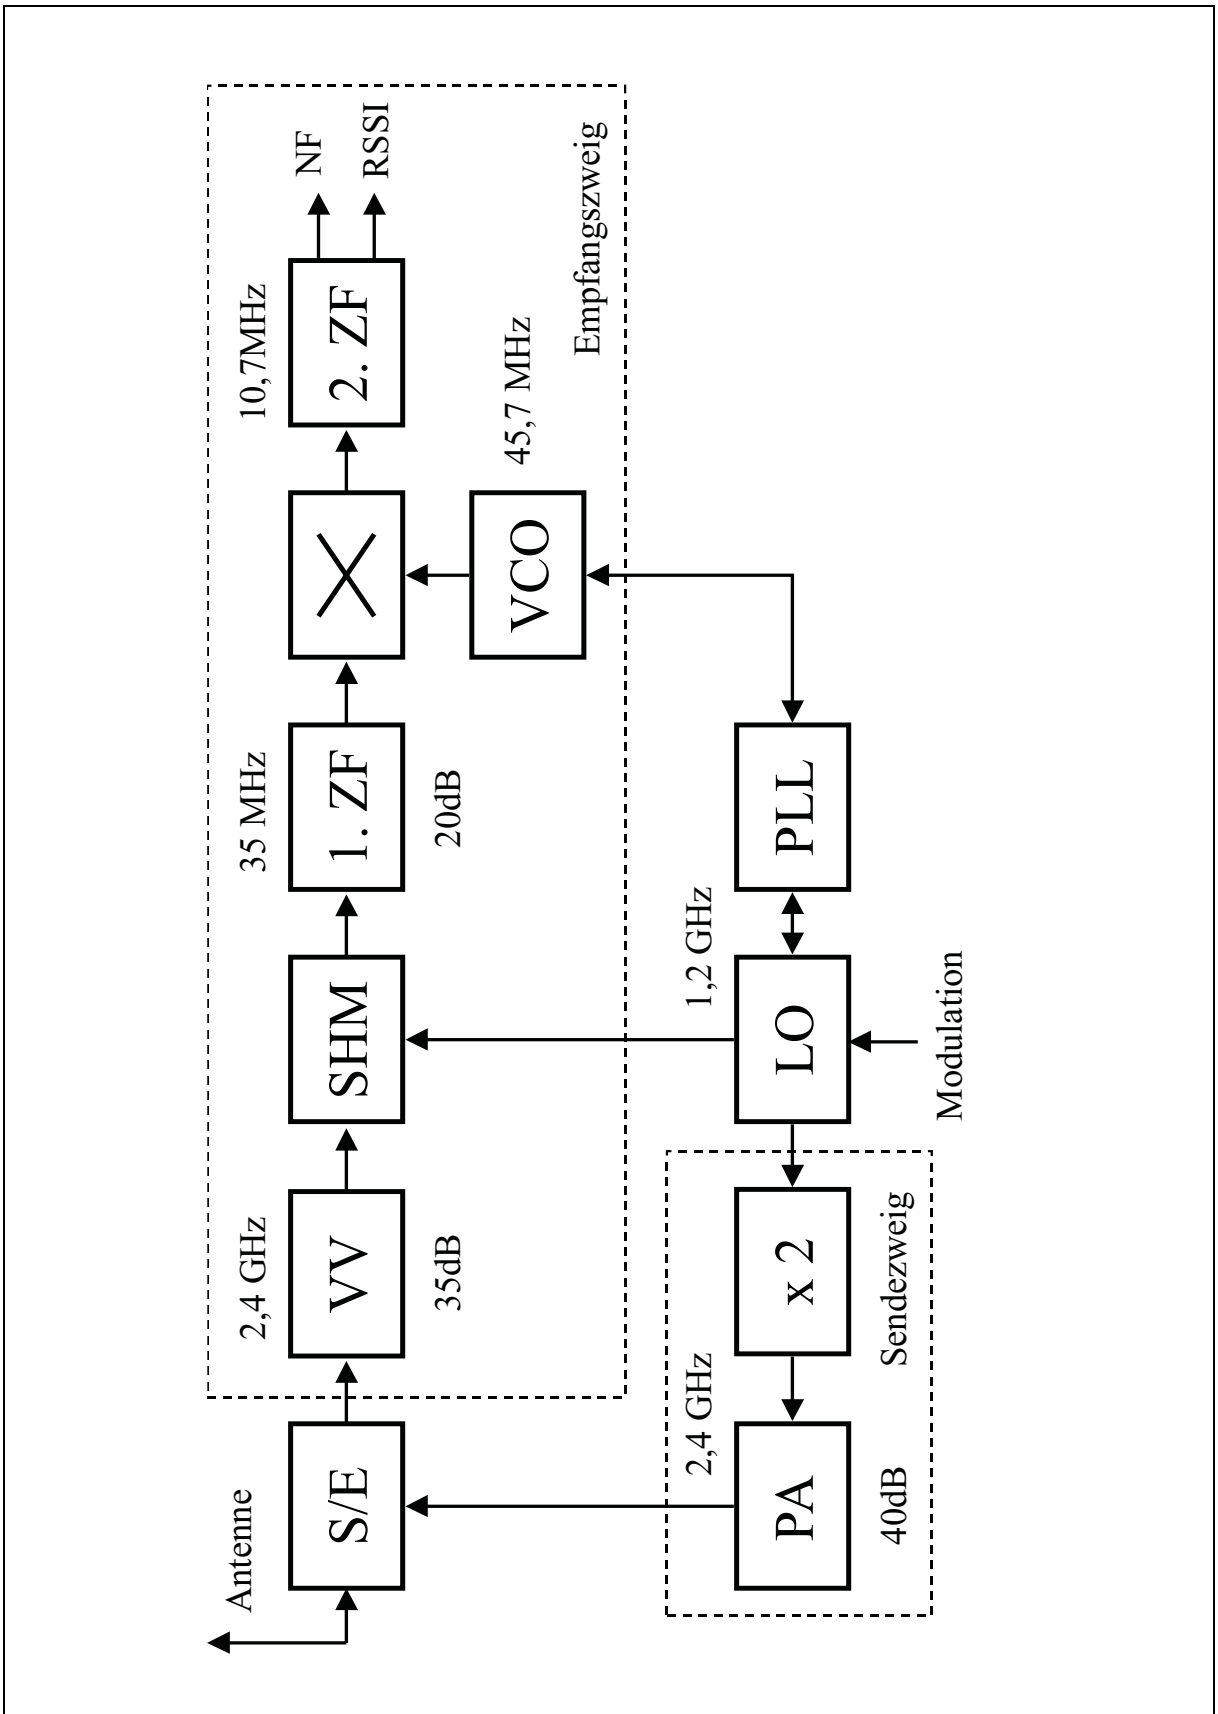 Antenne
S/E
2,4 GHz
VV
35dB
SHM
35 MHz
1. ZF
20dB
10,7MHz
2. ZF
NF
RSSI
VCO
45,7 MHz
Empfangszweig
2,4 GHz
PA
40dB
x 2
Sendezweig
1,2 GHz
LO
Modulation
PLL